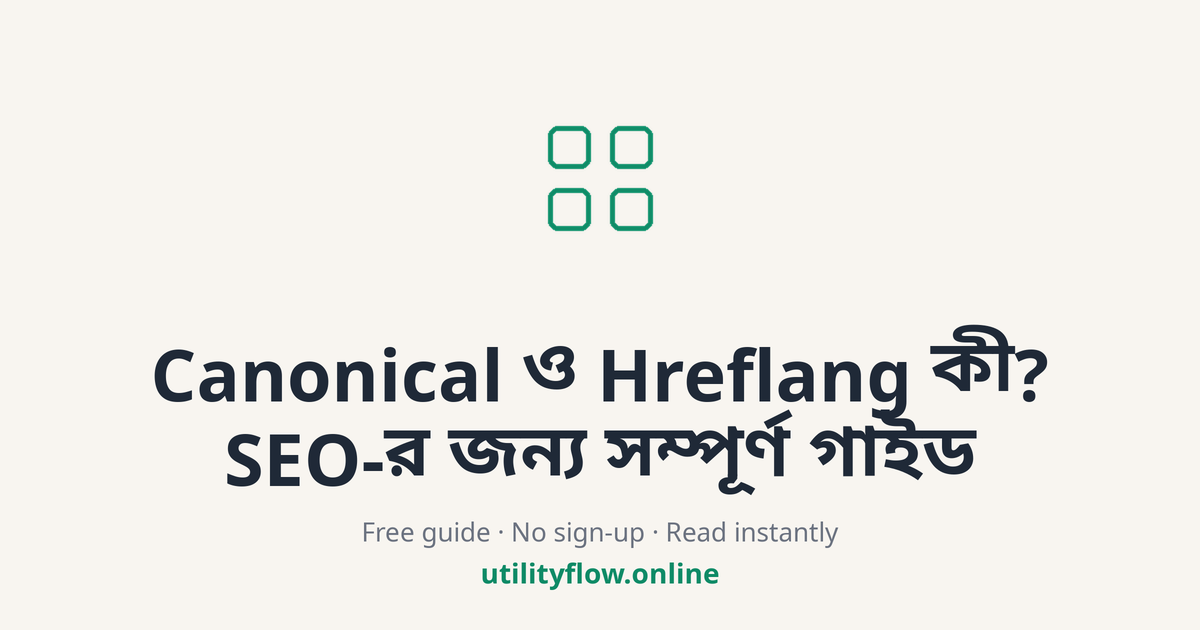 Canonical ও Hreflang কী?
SEO-র জন্য সম্পূর্ণ গাইড
Free guide · No sign-up · Read instantly
utilityflow.online